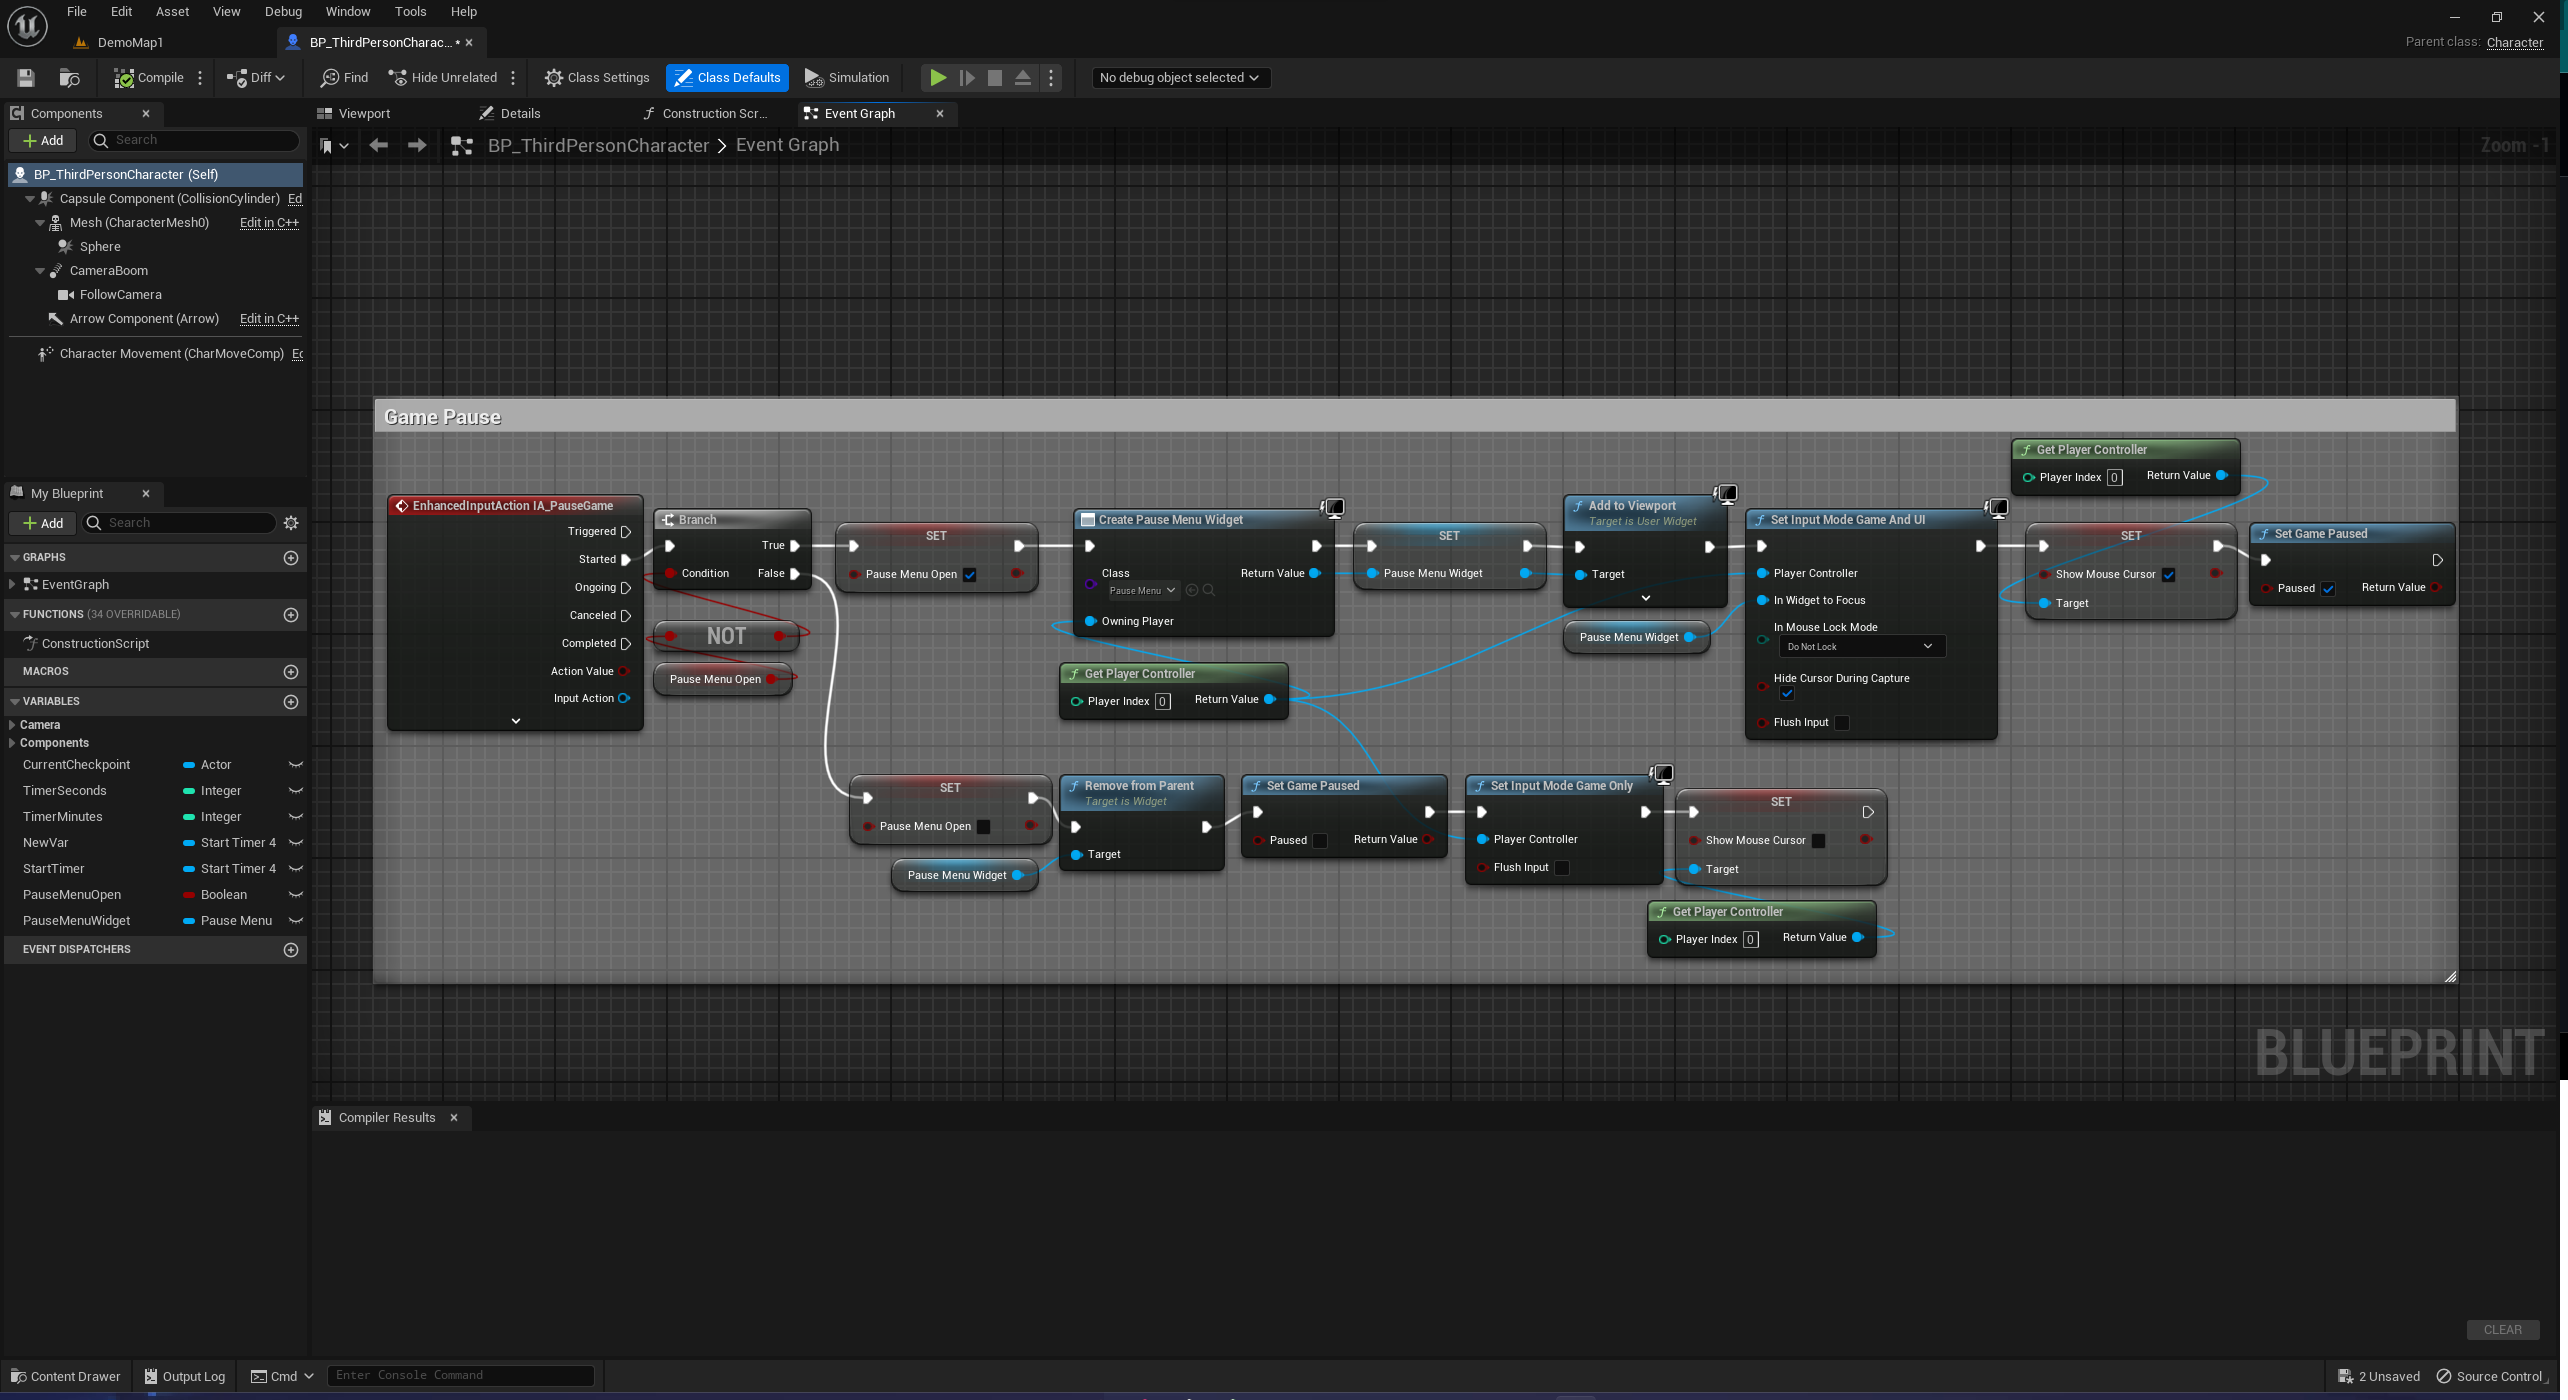 File Edit Asset View Debug Window Tools Help
DemoMap1
BP_ThirdPersonCharac... *
Parent class: Character
Compile
Diff
Find
Hide Unrelated
Class Settings
Class Defaults
Simulation
No debug object selected
Components
Add
Search
BP_ThirdPersonCharacter (Self)
Capsule Component (CollisionCylinder) Ed
Mesh (CharacterMesh0) Edit in C++
Sphere
CameraBoom
FollowCamera
Arrow Component (Arrow) Edit in C++
Character Movement (CharMoveComp) Ec
My Blueprint
Add
Search
GRAPHS
EventGraph
FUNCTIONS (34 OVERRIDABLE)
ConstructionScript
MACROS
VARIABLES
Camera
Components
CurrentCheckpoint Actor
TimerSeconds Integer
TimerMinutes Integer
NewVar Start Timer 4
StartTimer Start Timer 4
PauseMenuOpen Boolean
PauseMenuWidget Pause Menu
EVENT DISPATCHERS
Viewport
Details
Construction Scr...
Event Graph
BP_ThirdPersonCharacter > Event Graph
Zoom -1
Game Pause
EnhancedInputAction IA_PauseGame
Triggered
Started
Ongoing
Canceled
Completed
Action Value
Input Action
Branch
True
Condition False
NOT
Pause Menu Open
SET
Pause Menu Open
Create Pause Menu Widget
Class
Pause Menu
Return Value
Owning Player
Get Player Controller
Player Index 0 Return Value
SET
Pause Menu Widget
Add to Viewport
Target is User Widget
Target
Pause Menu Widget
Set Input Mode Game And UI
Player Controller
In Widget to Focus
In Mouse Lock Mode
Do Not Lock
Hide Cursor During Capture
Flush Input
Get Player Controller
Player Index 0 Return Value
SET
Show Mouse Cursor
Target
Set Game Paused
Paused Return Value
SET
Pause Menu Open
Pause Menu Widget
Remove from Parent
Target is Widget
Target
Set Game Paused
Paused Return Value
Set Input Mode Game Only
Player Controller
Flush Input
SET
Show Mouse Cursor
Target
Get Player Controller
Player Index 0 Return Value
BLUEPRINT
Compiler Results
CLEAR
Content Drawer
Output Log
Cmd
Enter Console Command
2 Unsaved
Source Control